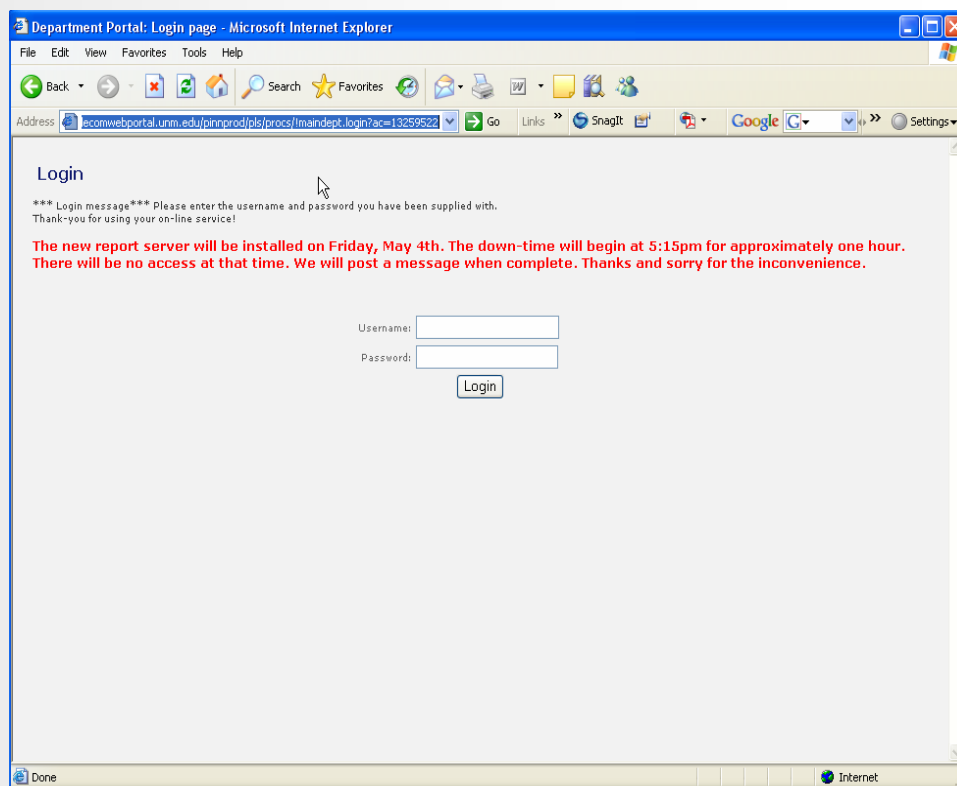 Department Portal: Login page - Microsoft Internet Explorer
File Edit View Favorites Tools Help
Back Search Favorites
Address ecomwebportal.unm.edu/pinnprod/pls/procs/!maindept.login?ac=13259522 Go Links » SnagIt Google G » Settings
Login
*** Login message*** Please enter the username and password you have been supplied with.
Thank-you for using your on-line service!
The new report server will be installed on Friday, May 4th. The down-time will begin at 5:15pm for approximately one hour.
There will be no access at that time. We will post a message when complete. Thanks and sorry for the inconvenience.
Username:
Password:
Login
Done Internet